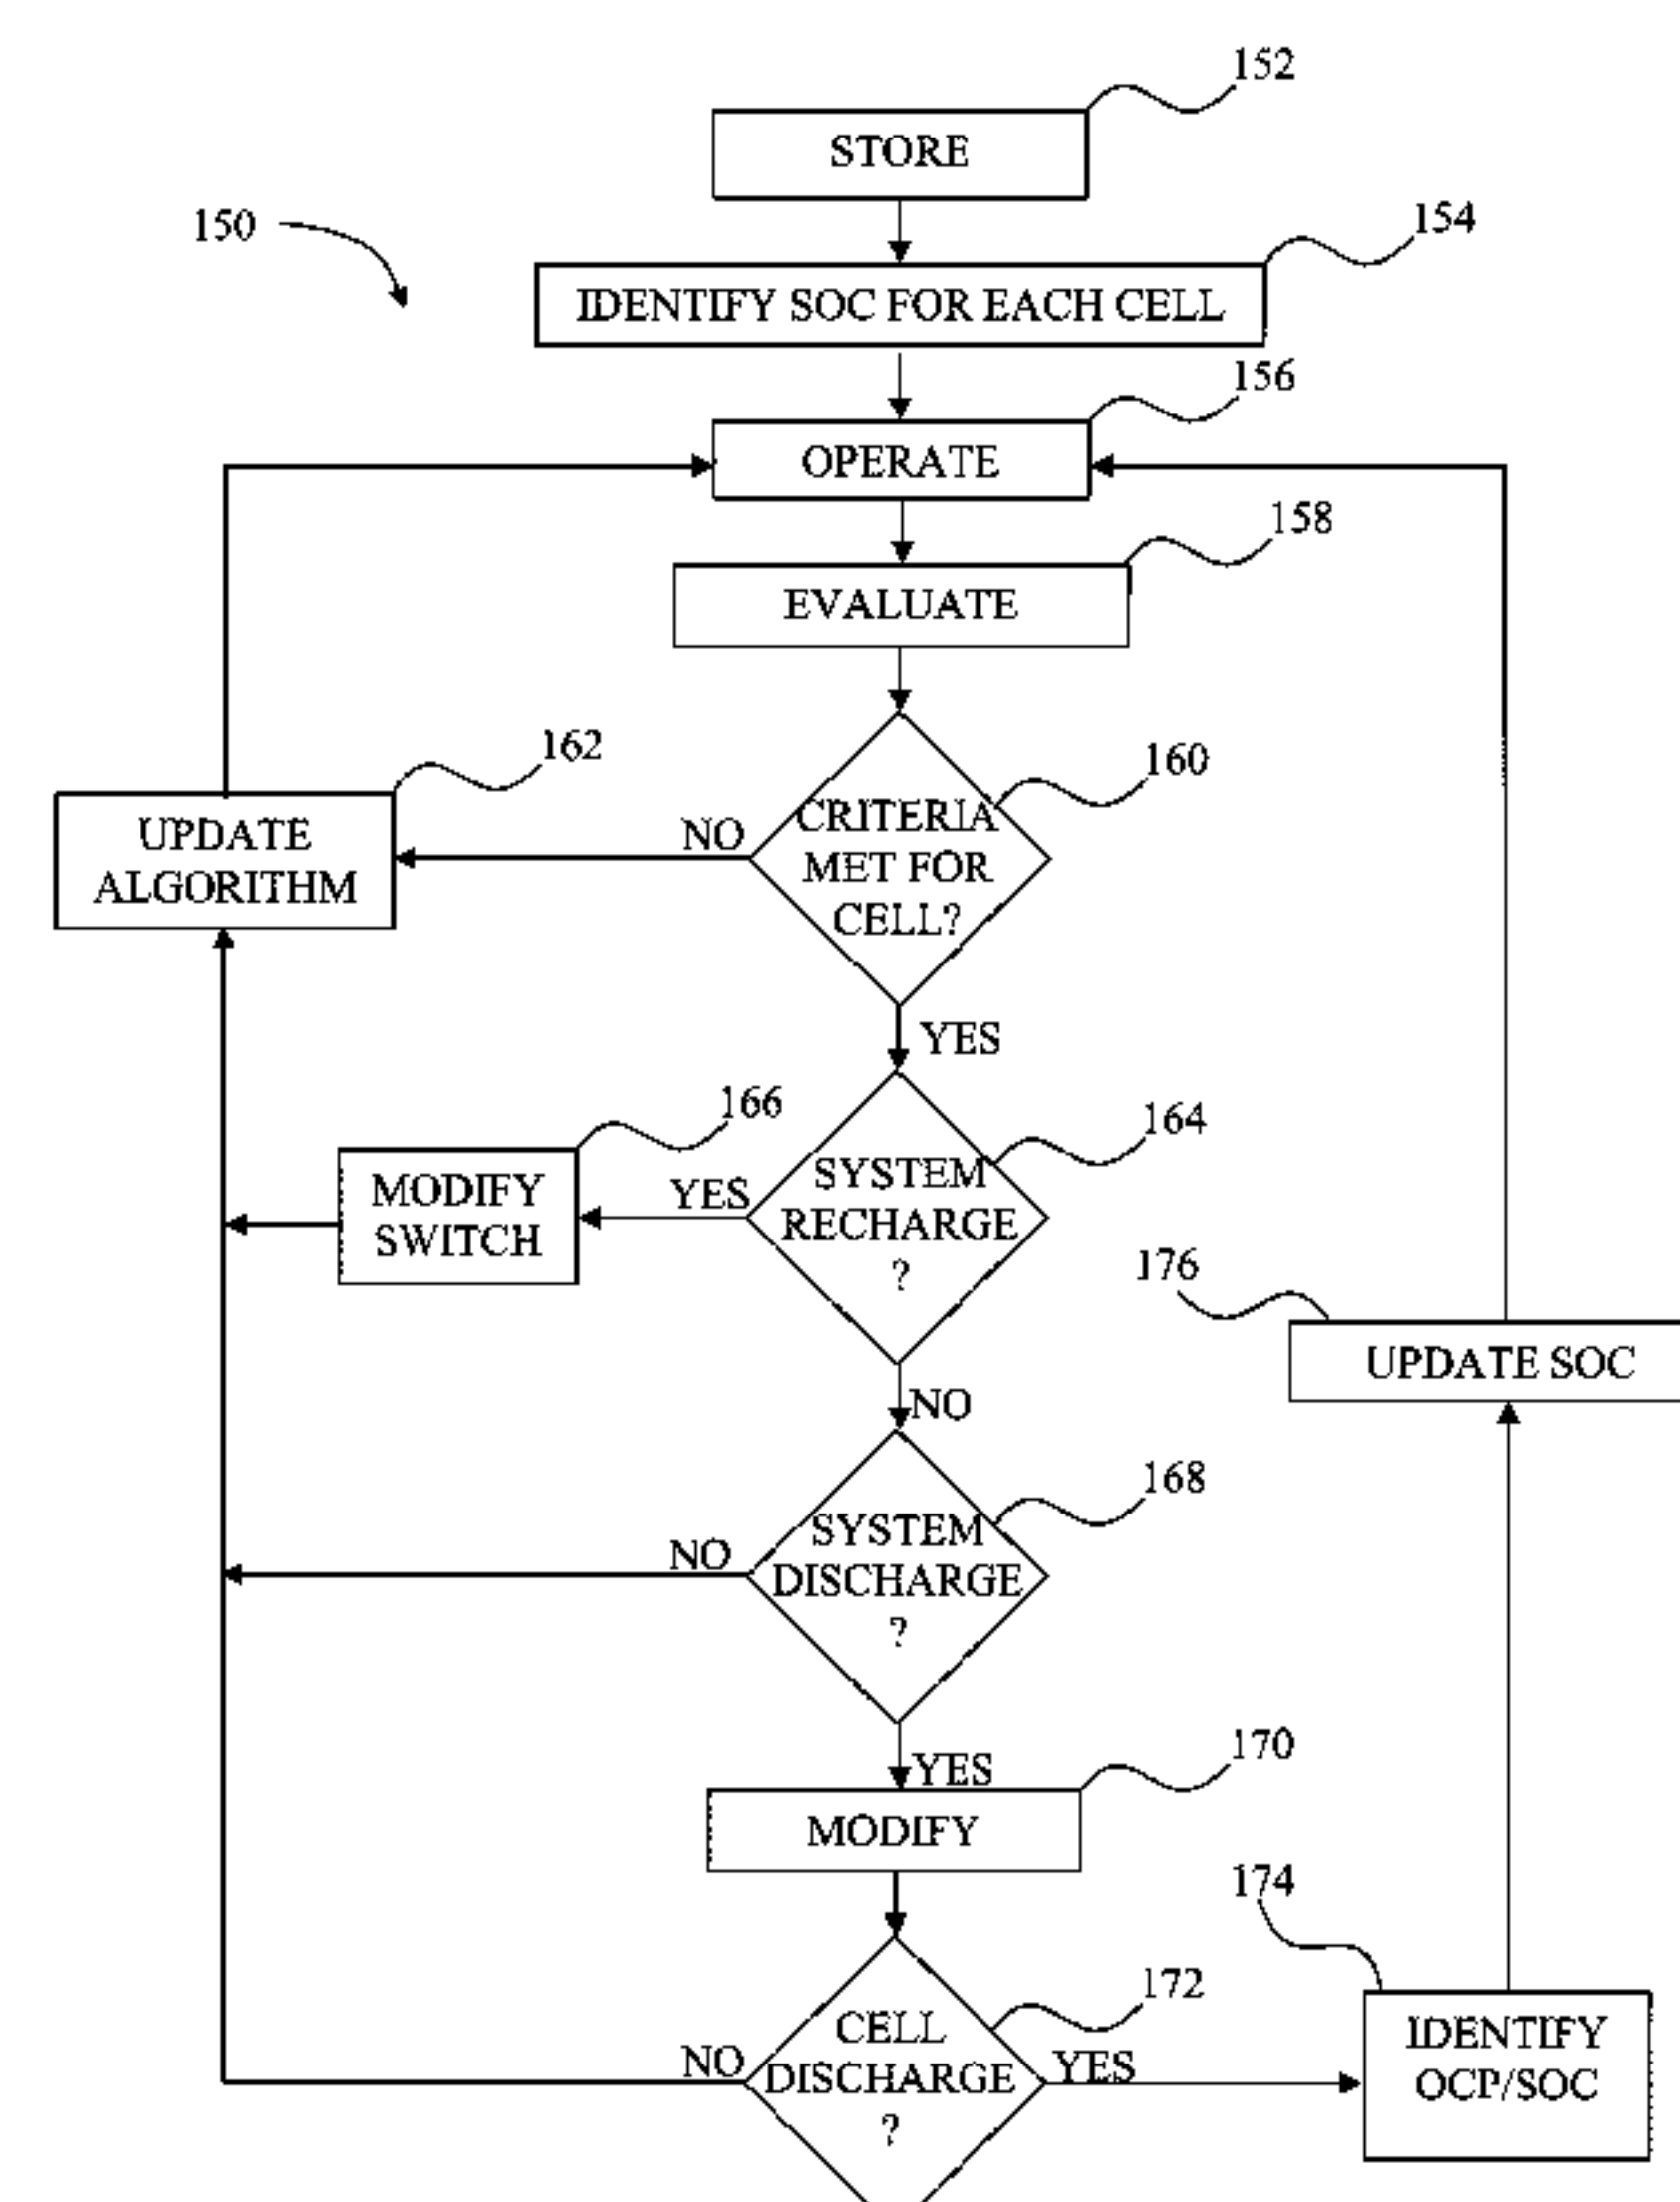 152
STORE
150
154
IDENTIFY SOC FOR EACH CELL
156
OPERATE
158
EVALUATE
162
160
UPDATE
ALGORITHM
NO
CRITERIA
MET FOR
CELL?
YES
166
164
MODIFY
SWITCH
YES
SYSTEM
RECHARGE
?
176
UPDATE SOC
NO
168
NO
SYSTEM
DISCHARGE
?
YES
170
MODIFY
174
172
NO
CELL
DISCHARGE
?
YES
IDENTIFY
OCP/SOC